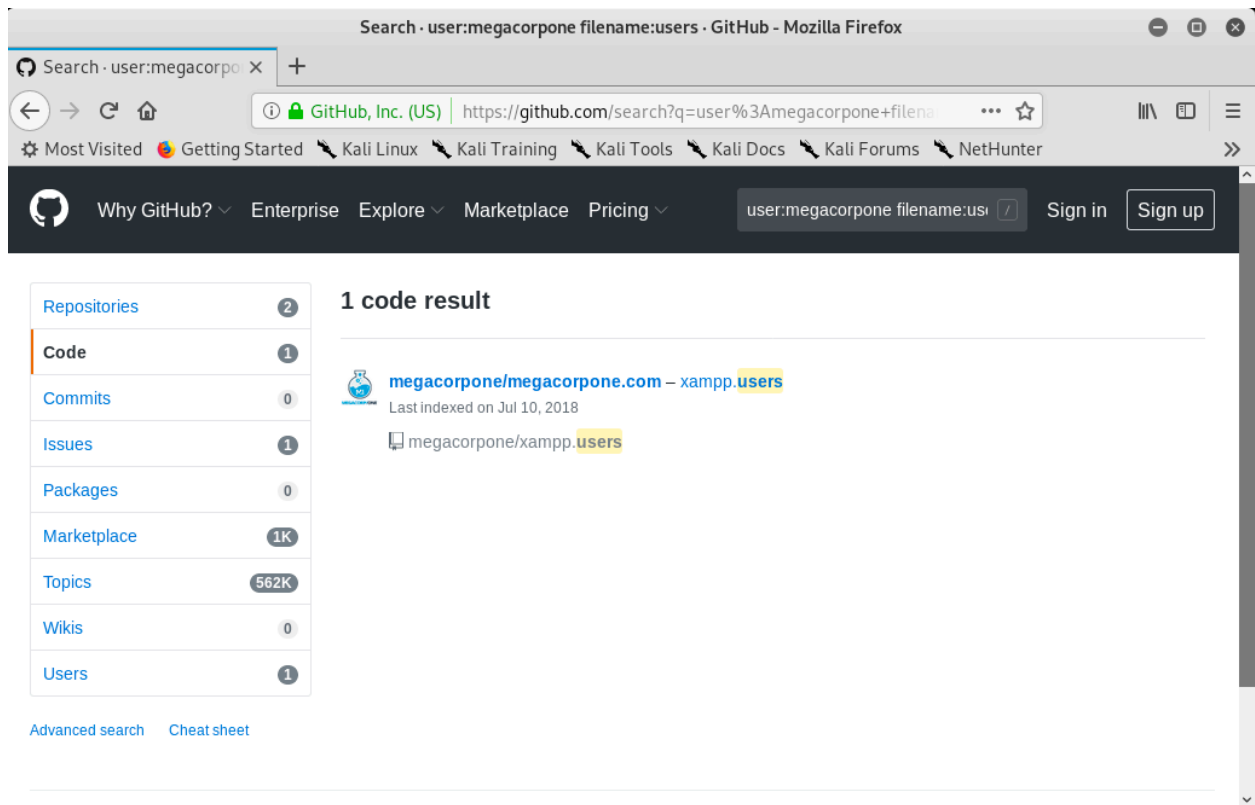 Search · user:megacorpone filename:users · GitHub - Mozilla Firefox
Search · user:megacorpo
GitHub, Inc. (US) https://github.com/search?q=user%3Amegacorpone+filena
Most Visited Getting Started Kali Linux Kali Training Kali Tools Kali Docs Kali Forums NetHunter
Why GitHub? Enterprise Explore Marketplace Pricing user:megacorpone filename:use / Sign in Sign up
Repositories 2
Code 1
Commits 0
Issues 1
Packages 0
Marketplace 1K
Topics 562K
Wikis 0
Users 1
Advanced search Cheat sheet
1 code result
megacorpone/megacorpone.com – xampp.users
Last indexed on Jul 10, 2018
megacorpone/xampp.users